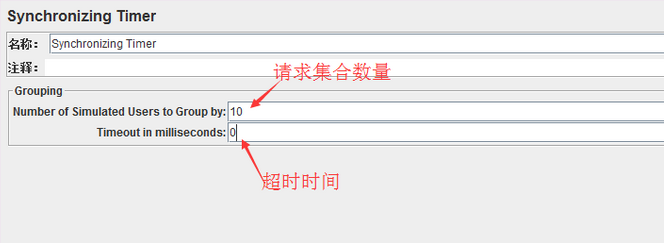 Synchronizing Timer
名称： Synchronizing Timer
注释：
请求集合数量
Grouping
Number of Simulated Users to Group by: 10
Timeout in milliseconds: 0
超时时间